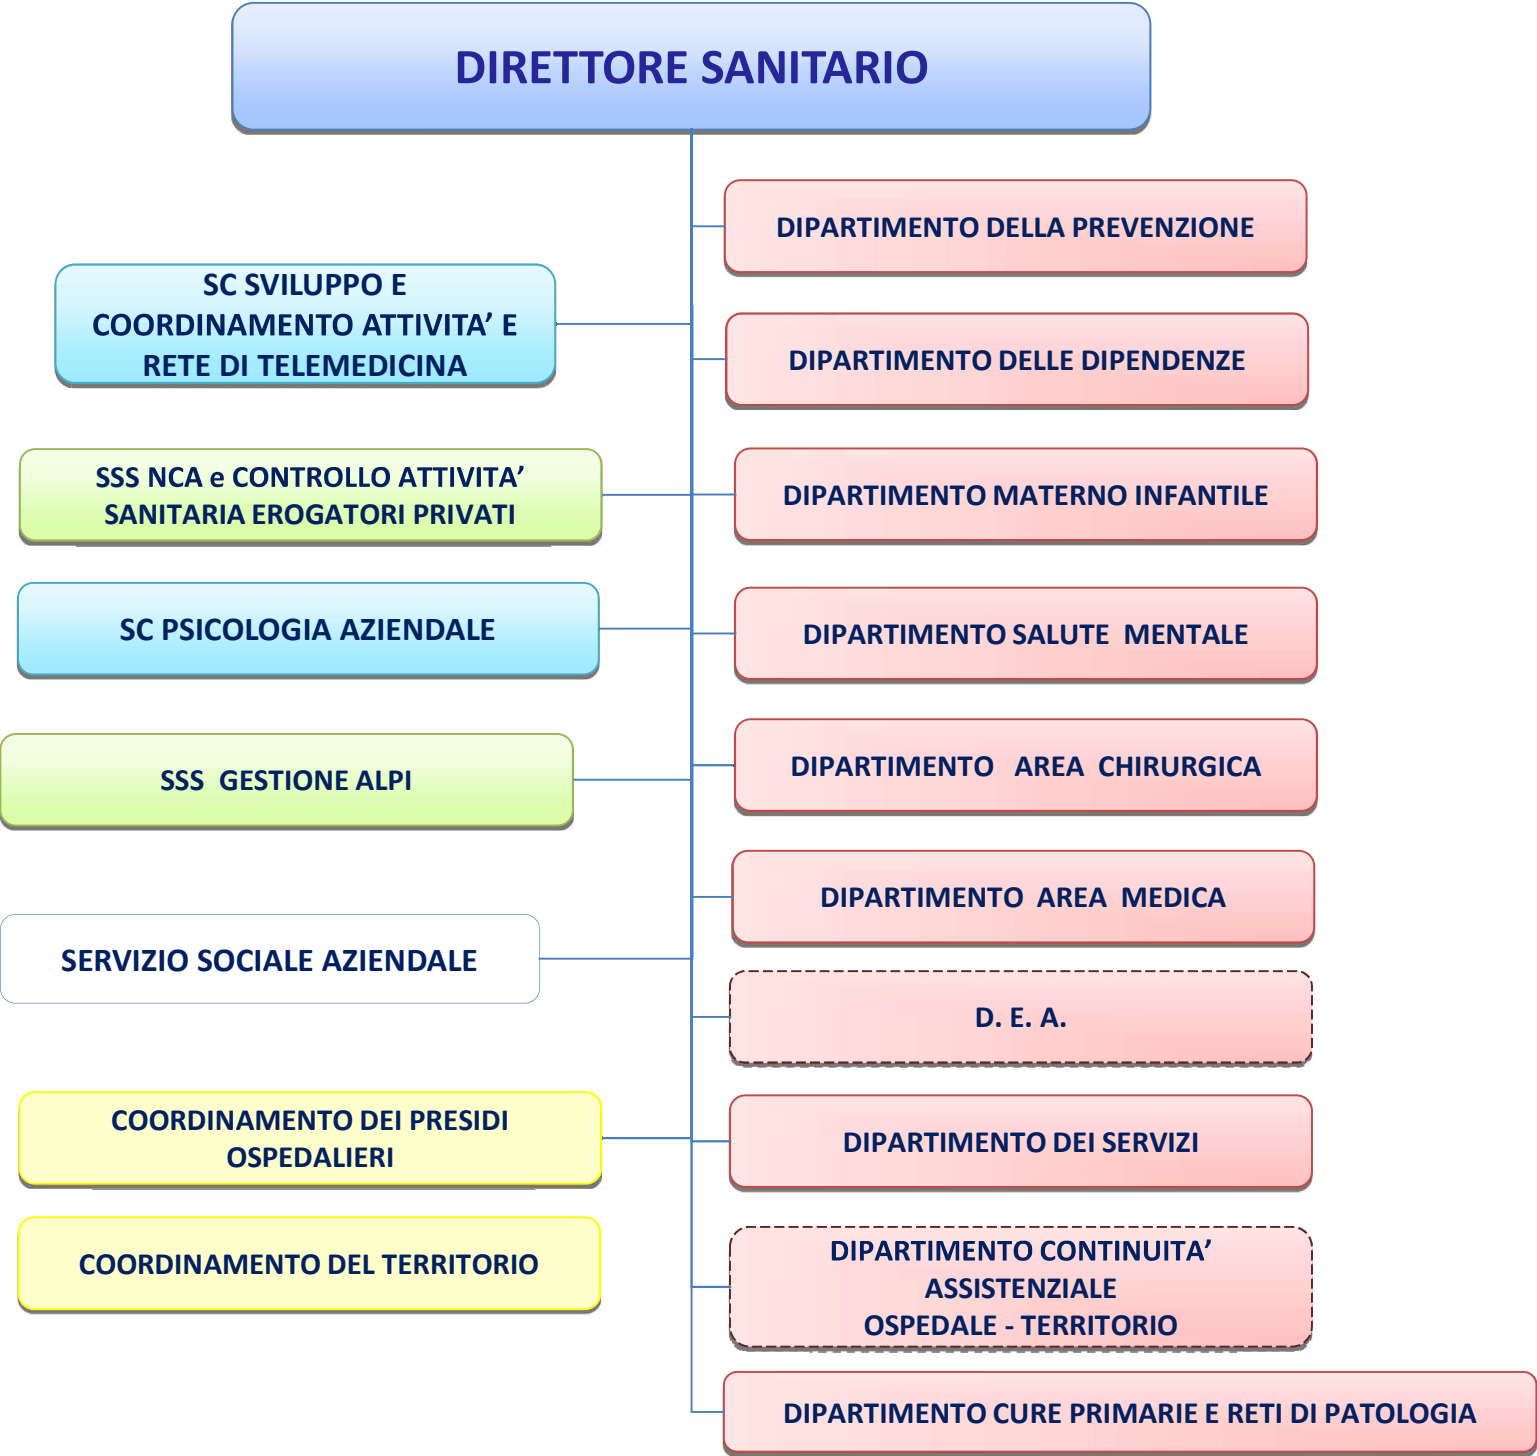 DIRETTORE SANITARIO
SC SVILUPPO E
COORDINAMENTO ATTIVITA’ E
RETE DI TELEMEDICINA
SSS NCA e CONTROLLO ATTIVITA’
SANITARIA EROGATORI PRIVATI
SC PSICOLOGIA AZIENDALE
SSS GESTIONE ALPI
SERVIZIO SOCIALE AZIENDALE
COORDINAMENTO DEI PRESIDI
OSPEDALIERI
COORDINAMENTO DEL TERRITORIO
DIPARTIMENTO DELLA PREVENZIONE
DIPARTIMENTO DELLE DIPENDENZE
DIPARTIMENTO MATERNO INFANTILE
DIPARTIMENTO SALUTE MENTALE
DIPARTIMENTO AREA CHIRURGICA
DIPARTIMENTO AREA MEDICA
D. E. A.
DIPARTIMENTO DEI SERVIZI
DIPARTIMENTO CONTINUITA’
ASSISTENZIALE
OSPEDALE - TERRITORIO
DIPARTIMENTO CURE PRIMARIE E RETI DI PATOLOGIA